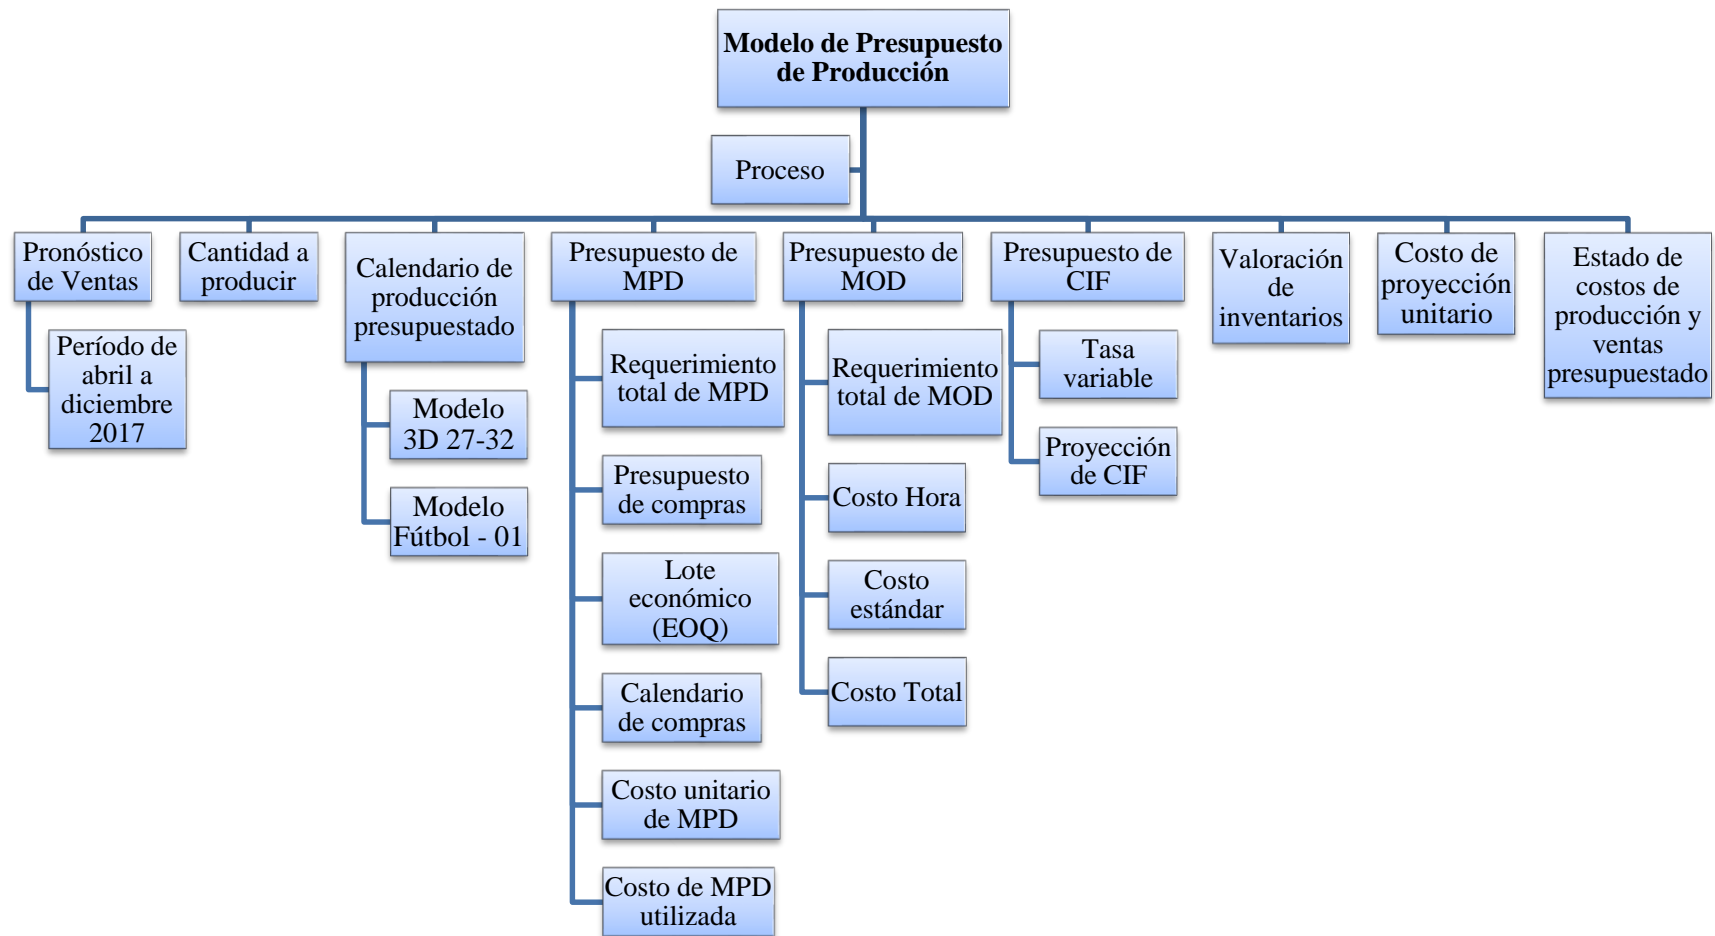 Modelo de Presupuesto
de Producción
Proceso
Pronóstico
de Ventas
Período de
abril a
diciembre
2017
Cantidad a
producir
Calendario de
producción
presupuestado
Modelo
3D 27-32
Modelo
Fútbol - 01
Presupuesto de
MPD
Requerimiento
total de MPD
Presupuesto
de compras
Lote
económico
(EOQ)
Calendario
de compras
Costo unitario
de MPD
Costo de MPD
utilizada
Presupuesto de
MOD
Requerimiento
total de MOD
Costo Hora
Costo
estándar
Costo Total
Presupuesto de
CIF
Tasa
variable
Proyección
de CIF
Valoración
de
inventarios
Costo de
proyección
unitario
Estado de
costos de
producción y
ventas
presupuestado